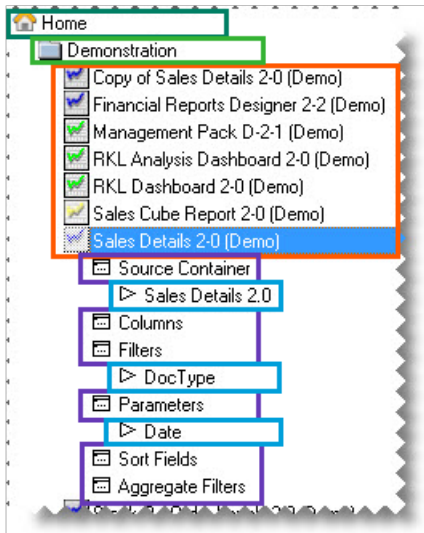 Home
Demonstration
Copy of Sales Details 2-0 (Demo)
Financial Reports Designer 2-2 (Demo)
Management Pack D-2-1 (Demo)
RKL Analysis Dashboard 2-0 (Demo)
RKL Dashboard 2-0 (Demo)
Sales Cube Report 2-0 (Demo)
Sales Details 2-0 (Demo)
Source Container
Sales Details 2.0
Columns
Filters
DocType
Parameters
Date
Sort Fields
Aggregate Filters